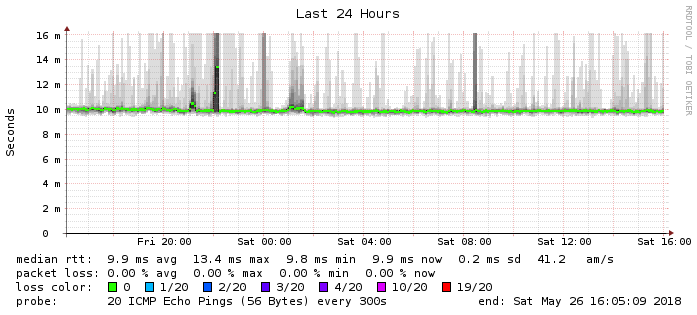 Last 24 Hours
RRDTOOL / TOBI OETIKER
Seconds
16 m
14 m
12 m
10 m
8 m
6 m
4 m
2 m
0
Fri 20:00 Sat 00:00 Sat 04:00 Sat 08:00 Sat 12:00 Sat 16:00
median rtt: 9.9 ms avg 13.4 ms max 9.8 ms min 9.9 ms now 0.2 ms sd 41.2 am/s
packet loss: 0.00 % avg 0.00 % max 0.00 % min 0.00 % now
loss color: 0 1/20 2/20 3/20 4/20 10/20 19/20
probe: 20 ICMP Echo Pings (56 Bytes) every 300s end: Sat May 26 16:05:09 2018